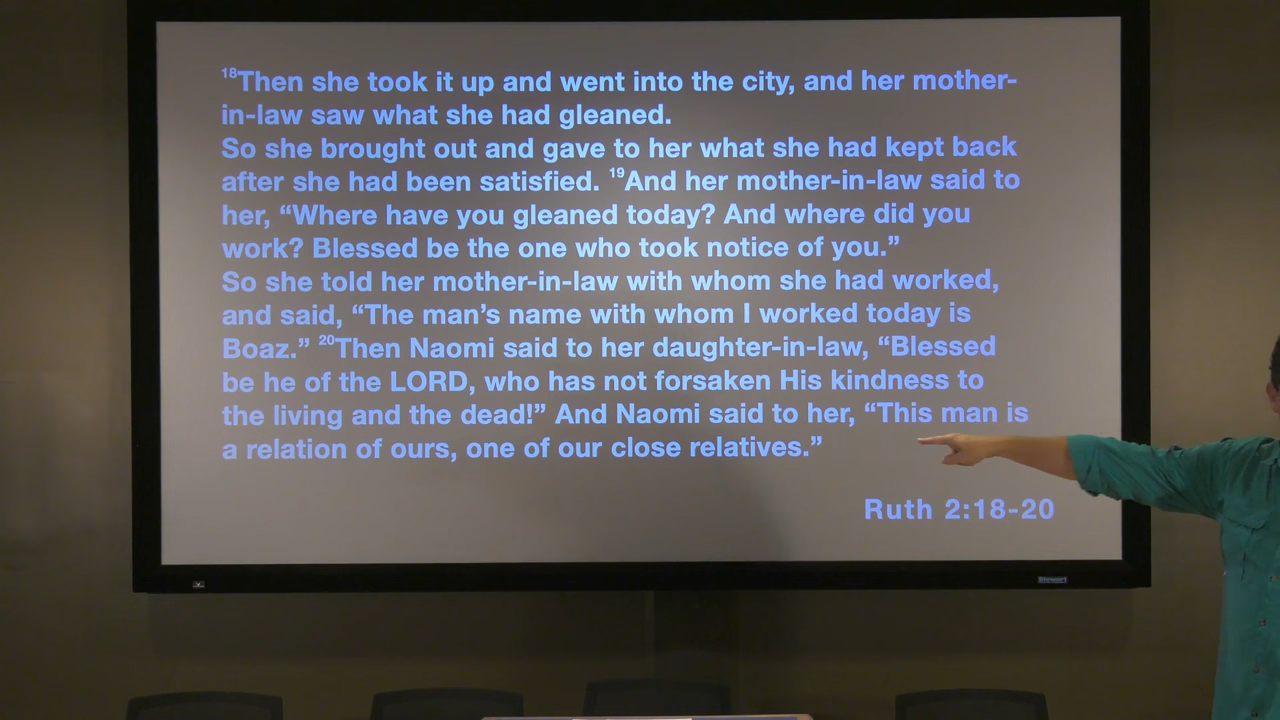 18Then she took it up and went into the city, and her mother-
in-law saw what she had gleaned.
So she brought out and gave to her what she had kept back
after she had been satisfied. 19And her mother-in-law said to
her, “Where have you gleaned today? And where did you
work? Blessed be the one who took notice of you.”
So she told her mother-in-law with whom she had worked,
and said, “The man’s name with whom I worked today is
Boaz.” 20Then Naomi said to her daughter-in-law, “Blessed
be he of the LORD, who has not forsaken His kindness to
the living and the dead!” And Naomi said to her, “This man is
a relation of ours, one of our close relatives.”
Ruth 2:18-20
Stewart